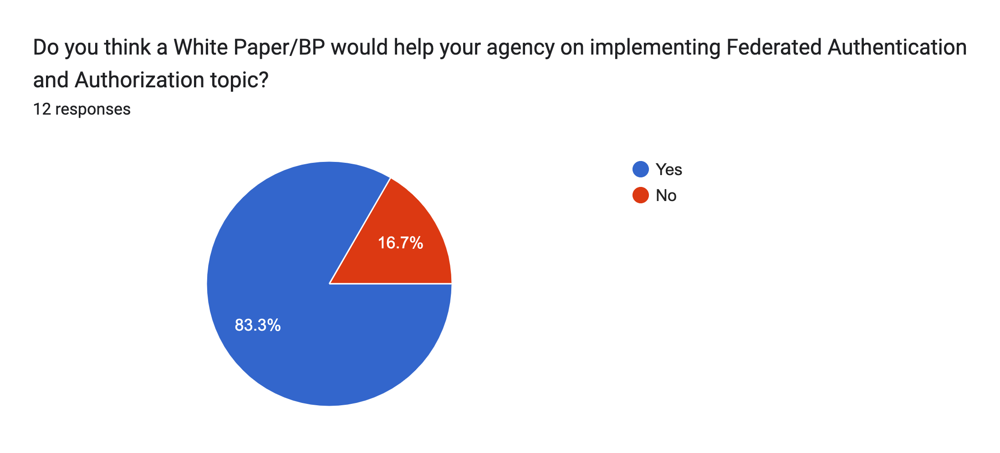 Do you think a White Paper/BP would help your agency on implementing Federated Authentication
and Authorization topic?
12 responses
Yes
No
16.7%
83.3%